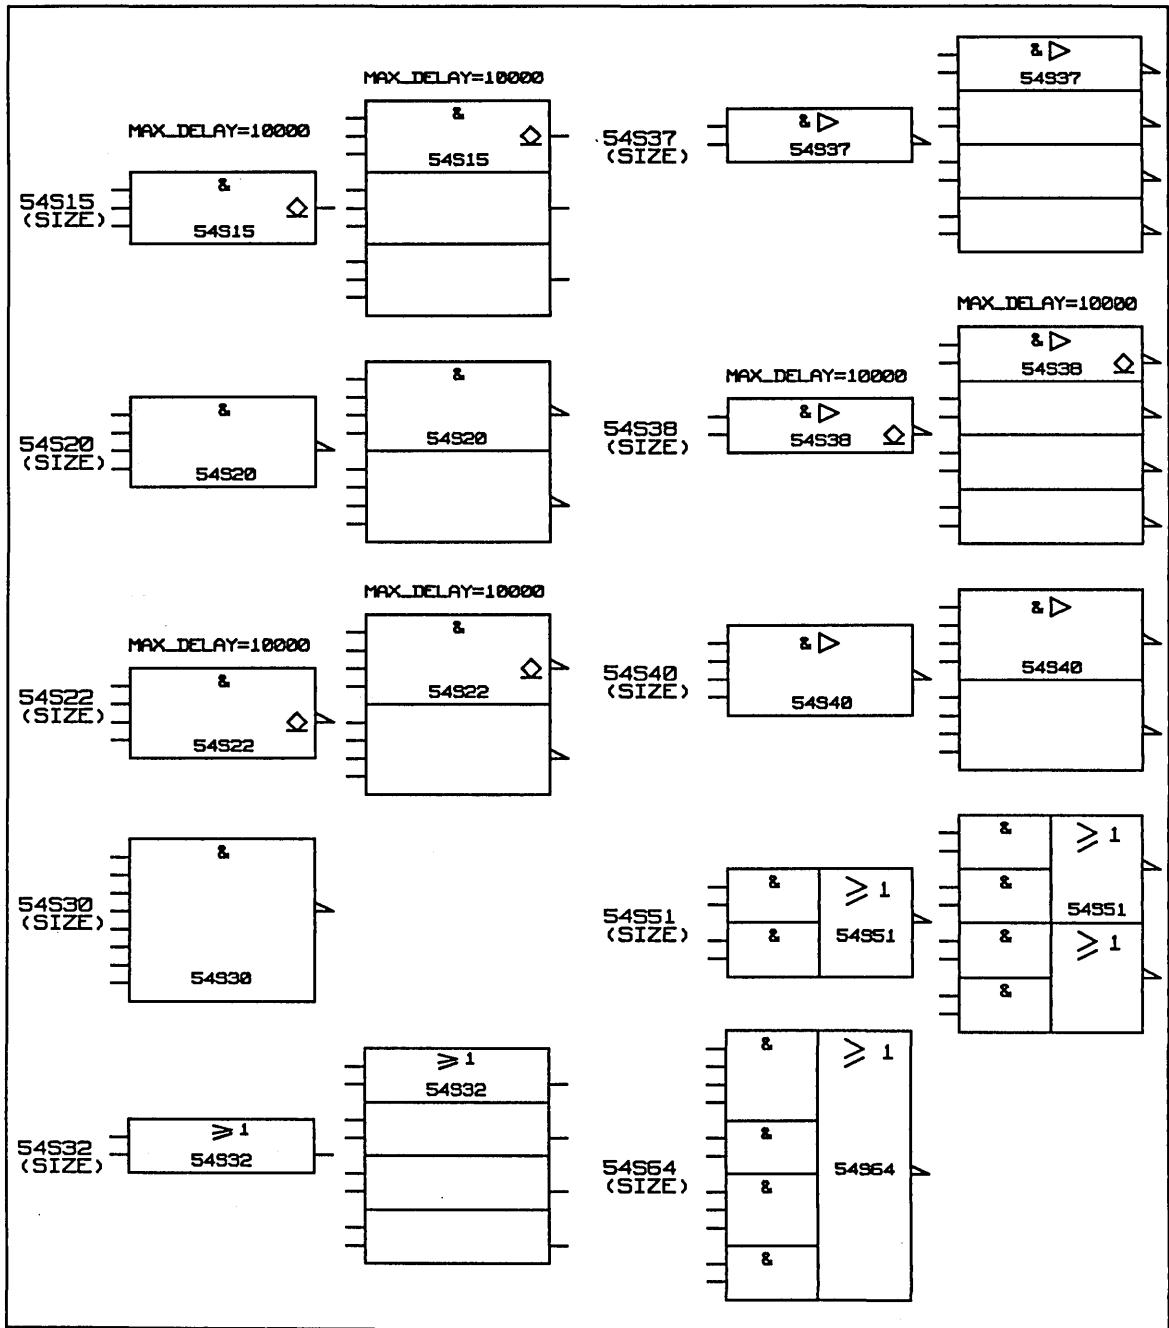 MAX_DELAY=10000
MAX_DELAY=10000
54S15
(SIZE)
&
54S15
&
54S15
54S20
(SIZE)
&
54S20
&
54S20
MAX_DELAY=10000
MAX_DELAY=10000
54S22
(SIZE)
&
54S22
&
54S22
54S30
(SIZE)
&
54S30
54S32
(SIZE)
≥1
54S32
≥1
54S32
54S37
(SIZE)
&
54S37
&
54S37
MAX_DELAY=10000
MAX_DELAY=10000
54S38
(SIZE)
&
54S38
&
54S38
54S40
(SIZE)
&
54S40
&
54S40
54S51
(SIZE)
& ≥ 1
& 54S51
& ≥ 1
& 54S51
& ≥ 1
&
54S64
(SIZE)
& ≥ 1
&
54S64
&
&